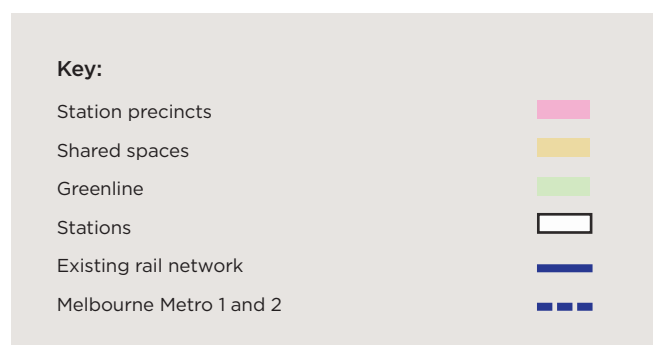 Key:
Station precincts
Shared spaces
Greenline
Stations
Existing rail network
Melbourne Metro 1 and 2